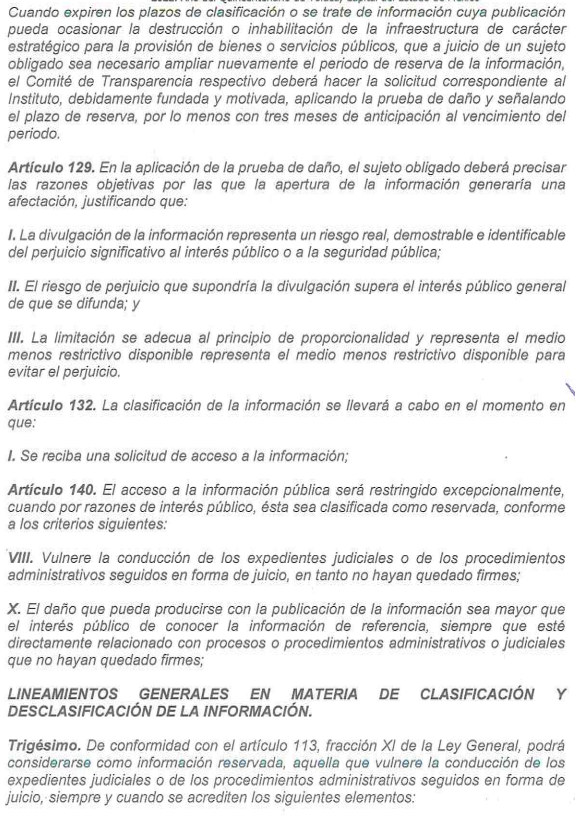 Cuando expiren los plazos de clasificación o se trate de información cuya publicación
pueda ocasionar la destrucción o inhabilitación de la infraestructura de carácter
estratégico para la provisión de bienes o servicios públicos, que a juicio de un sujeto
obligado sea necesario ampliar nuevamente el periodo de reserva de la información,
el Comité de Transparencia respectivo deberá hacer la solicitud correspondiente al
Instituto, debidamente fundada y motivada, aplicando la prueba de daño y señalando
el plazo de reserva, por lo menos con tres meses de anticipación al vencimiento del
periodo.
Artículo 129. En la aplicación de la prueba de daño, el sujeto obligado deberá precisar
las razones objetivas por las que la apertura de la información generaría una
afectación, justificando que:
I. La divulgación de la información representa un riesgo real, demostrable e identificable
del perjuicio significativo al interés público o a la seguridad pública;
II. El riesgo de perjuicio que supondría la divulgación supera el interés público general
de que se difunda; y
III. La limitación se adecua al principio de proporcionalidad y representa el medio
menos restrictivo disponible representa el medio menos restrictivo disponible para
evitar el perjuicio.
Artículo 132. La clasificación de la información se llevará a cabo en el momento en
que:
I. Se reciba una solicitud de acceso a la información;
Artículo 140. El acceso a la información pública será restringido excepcionalmente,
cuando por razones de interés público, ésta sea clasificada como reservada, conforme
a los criterios siguientes:
VIII. Vulnere la conducción de los expedientes judiciales o de los procedimientos
administrativos seguidos en forma de juicio, en tanto no hayan quedado firmes;
X. El daño que pueda producirse con la publicación de la información sea mayor que
el interés público de conocer la información de referencia, siempre que esté
directamente relacionado con procesos o procedimientos administrativos o judiciales
que no hayan quedado firmes;
LINEAMIENTOS GENERALES EN MATERIA DE CLASIFICACIÓN Y
DESCLASIFICACIÓN DE LA INFORMACIÓN.
Trigésimo. De conformidad con el artículo 113, fracción XI de la Ley General, podrá
considerarse como información reservada, aquella que vulnere la conducción de los
expedientes judiciales o de los procedimientos administrativos seguidos en forma de
juicio, siempre y cuando se acrediten los siguientes elementos: